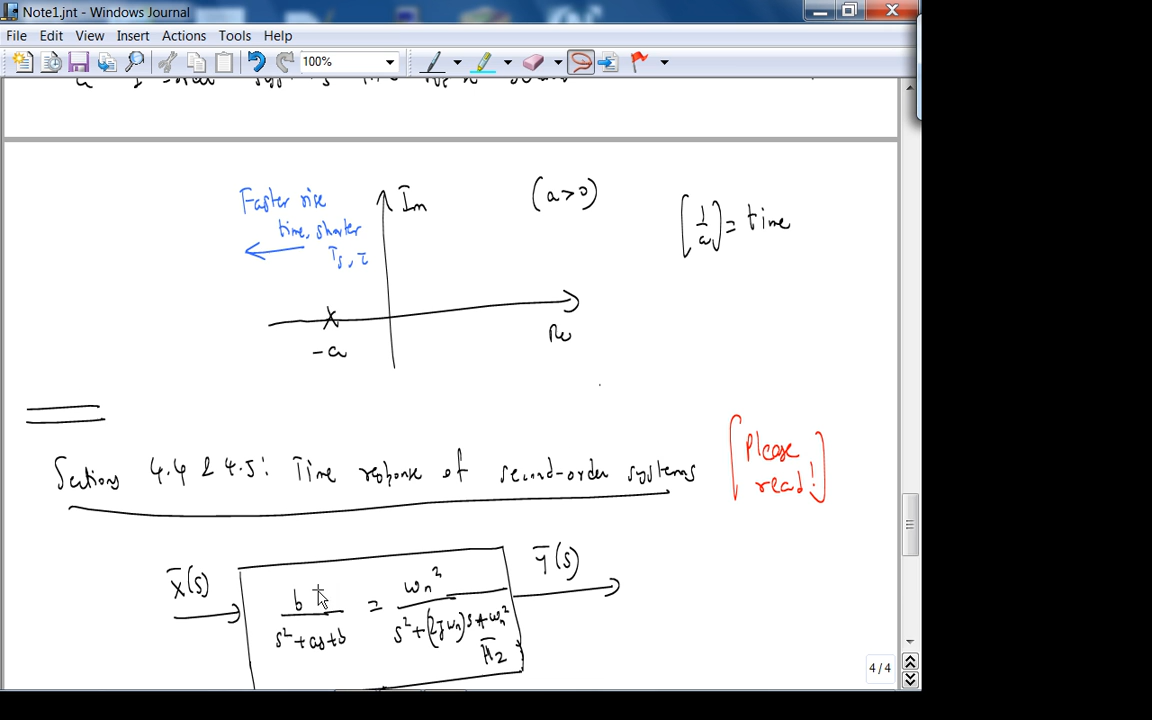 Note1.jnt - Windows Journal
File Edit View Insert Actions Tools Help
100%
Faster rise
time, shorter
Ts, τ
Im
(a>0)
[1/a] = time
-a
Re
Sections 4.4 & 4.5: Time response of second-order systems
[Please
read!]
X̄(s)
b / (s²+as+b) = ωn² / (s²+(2ζωn)s+ωn²)
Ȳ(s)
H̄2
4 / 4